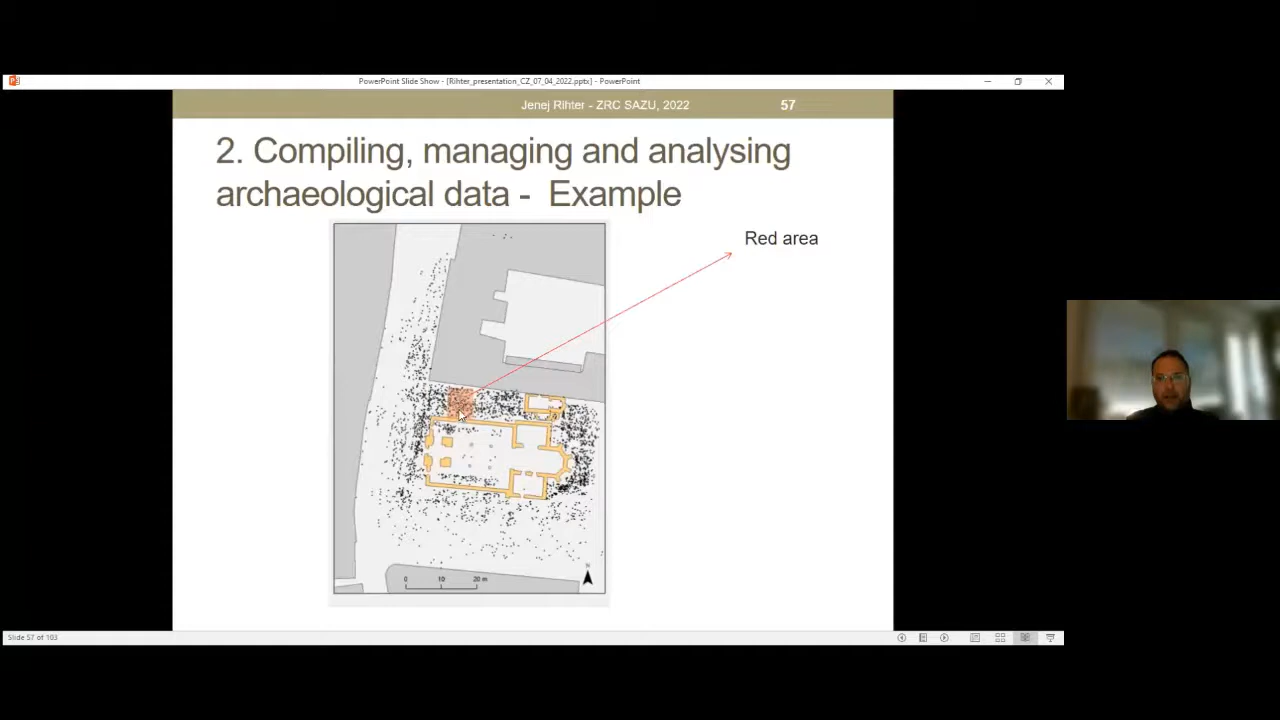 PowerPoint Slide Show - [Rihter_presentation_CZ_07_04_2022.pptx] - PowerPoint
Jenej Rihter - ZRC SAZU, 2022
57
2. Compiling, managing and analysing
archaeological data - Example
Red area
N
0 10 20 m
Slide 57 of 103